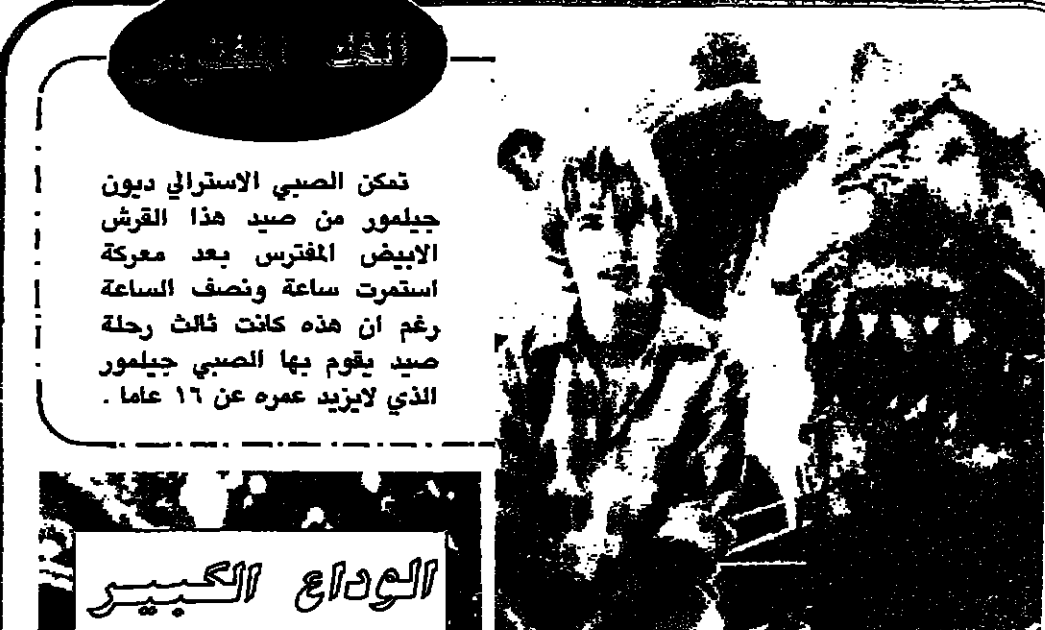 تمكن الصبي الاسترالي ديون
جيلمور من صيد هذا القرش
الابيض المفترس بعد معركة
استمرت ساعة ونصف الساعة
رغم ان هذه كانت ثالث رحلة
صيد يقوم بها الصبي جيلمور
الذي لايزيد عمره عن ١٦ عاما .
الوداع الكبير